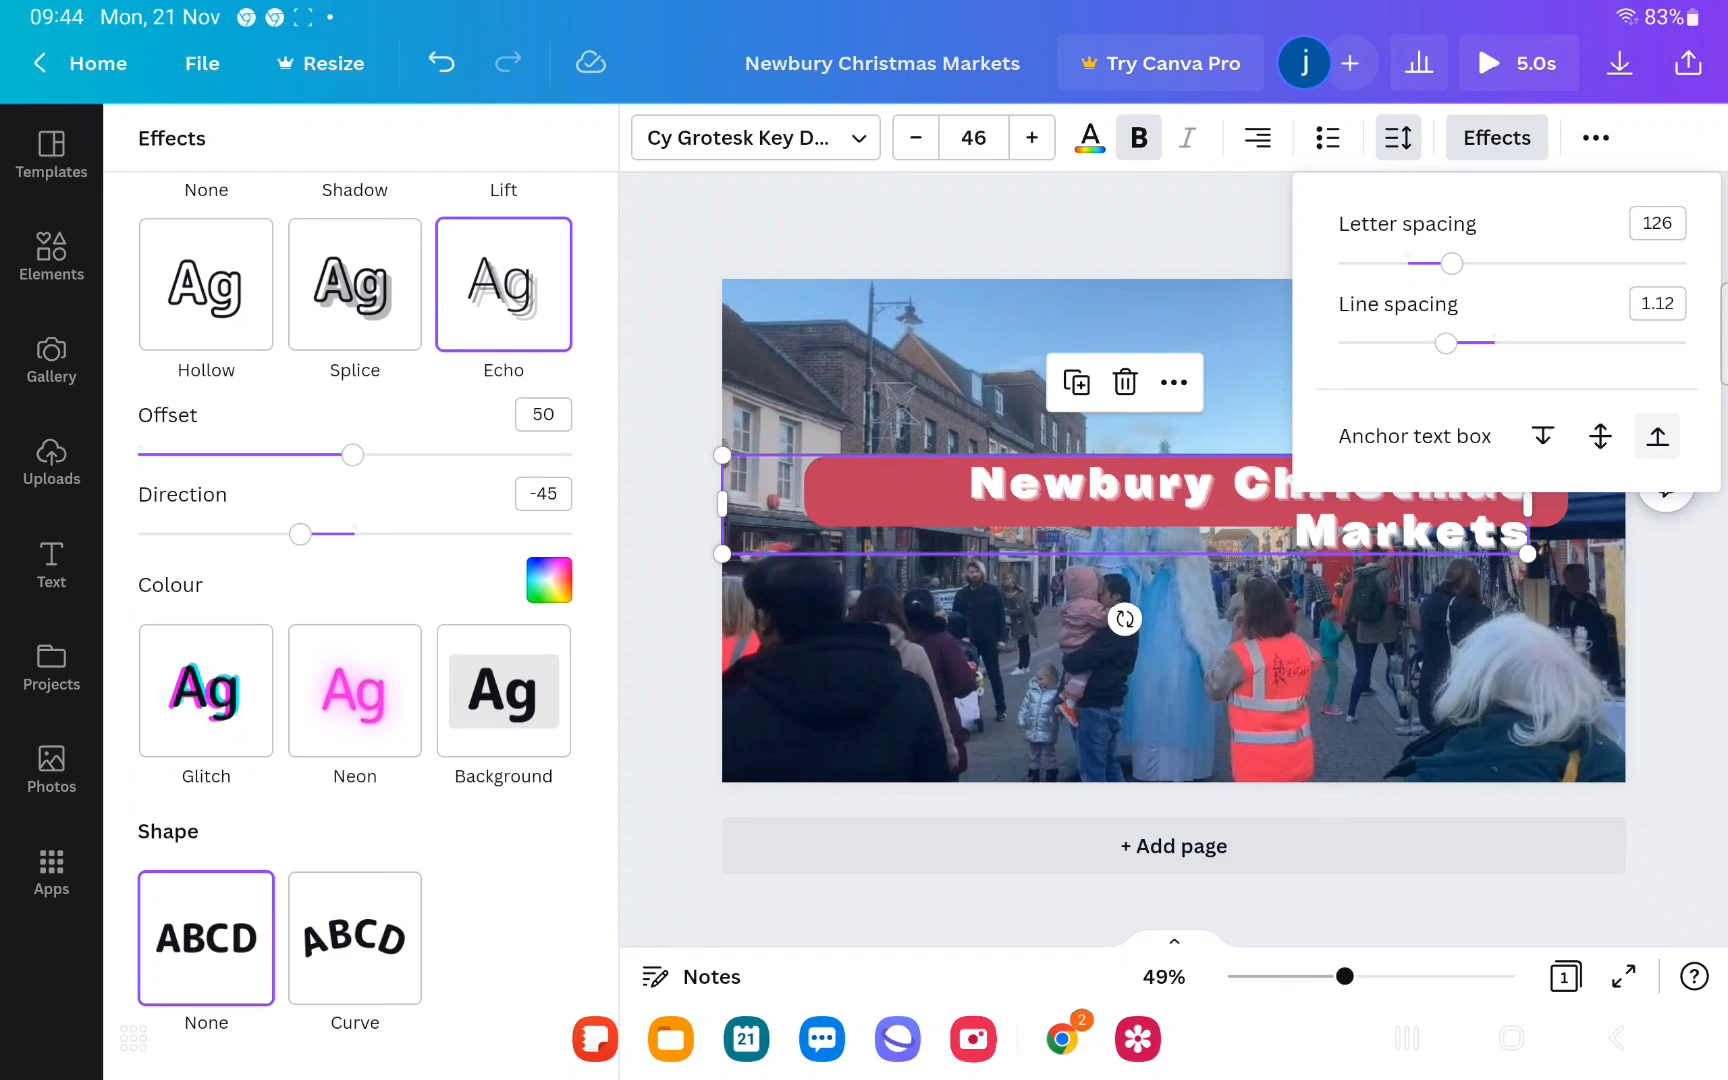 09:44 Mon, 21 Nov
83%
Home
File
Resize
Newbury Christmas Markets
Try Canva Pro
j
5.0s
Templates
Elements
Gallery
Uploads
Text
Projects
Photos
Apps
Effects
None
Shadow
Lift
Ag
Ag
Ag
Hollow
Splice
Echo
Offset
50
Direction
-45
Colour
Ag
Ag
Ag
Glitch
Neon
Background
Shape
ABCD
ABCD
None
Curve
Cy Grotesk Key D...
46
A
B
I
Effects
Letter spacing
126
Line spacing
1.12
Anchor text box
Newbury Christmas
Markets
+ Add page
Notes
49%
1
?
21
2